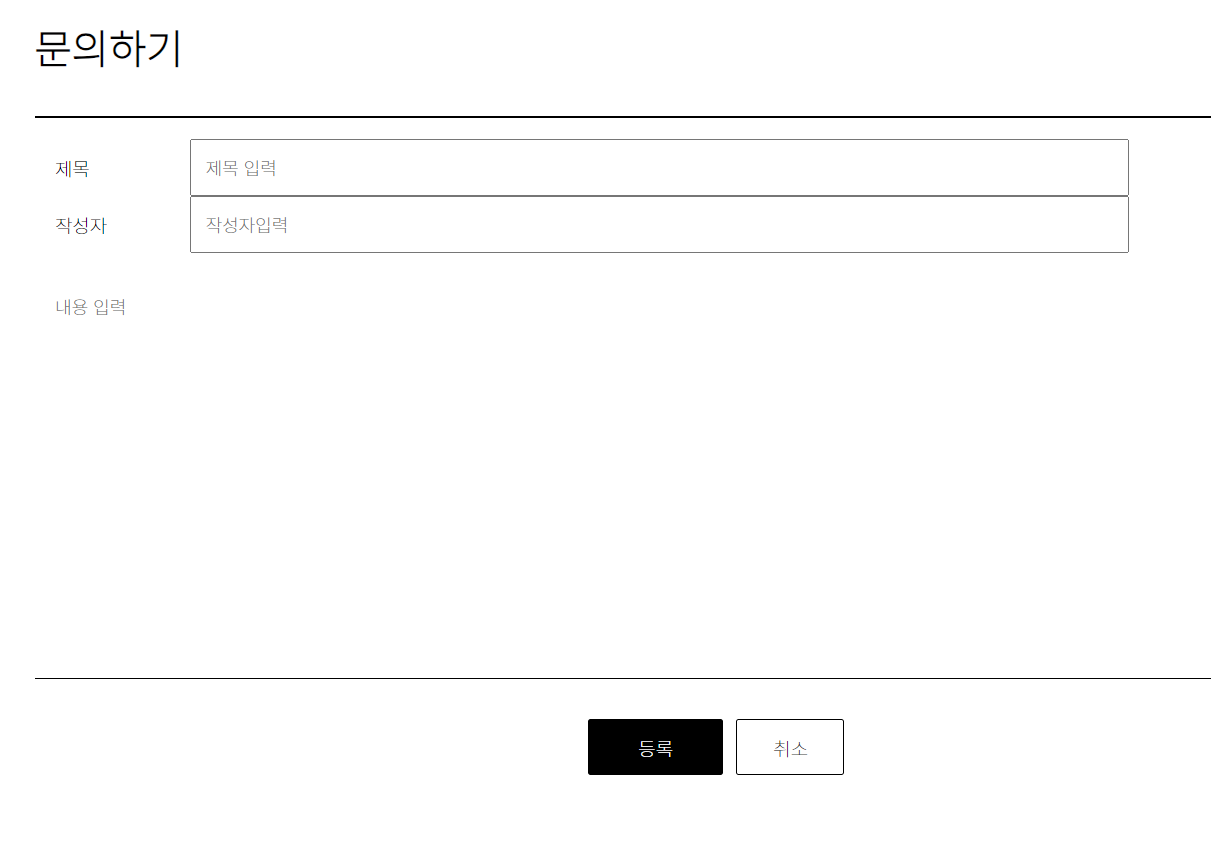 문의하기
제목 제목 입력
작성자 작성자입력
내용 입력
등록 취소